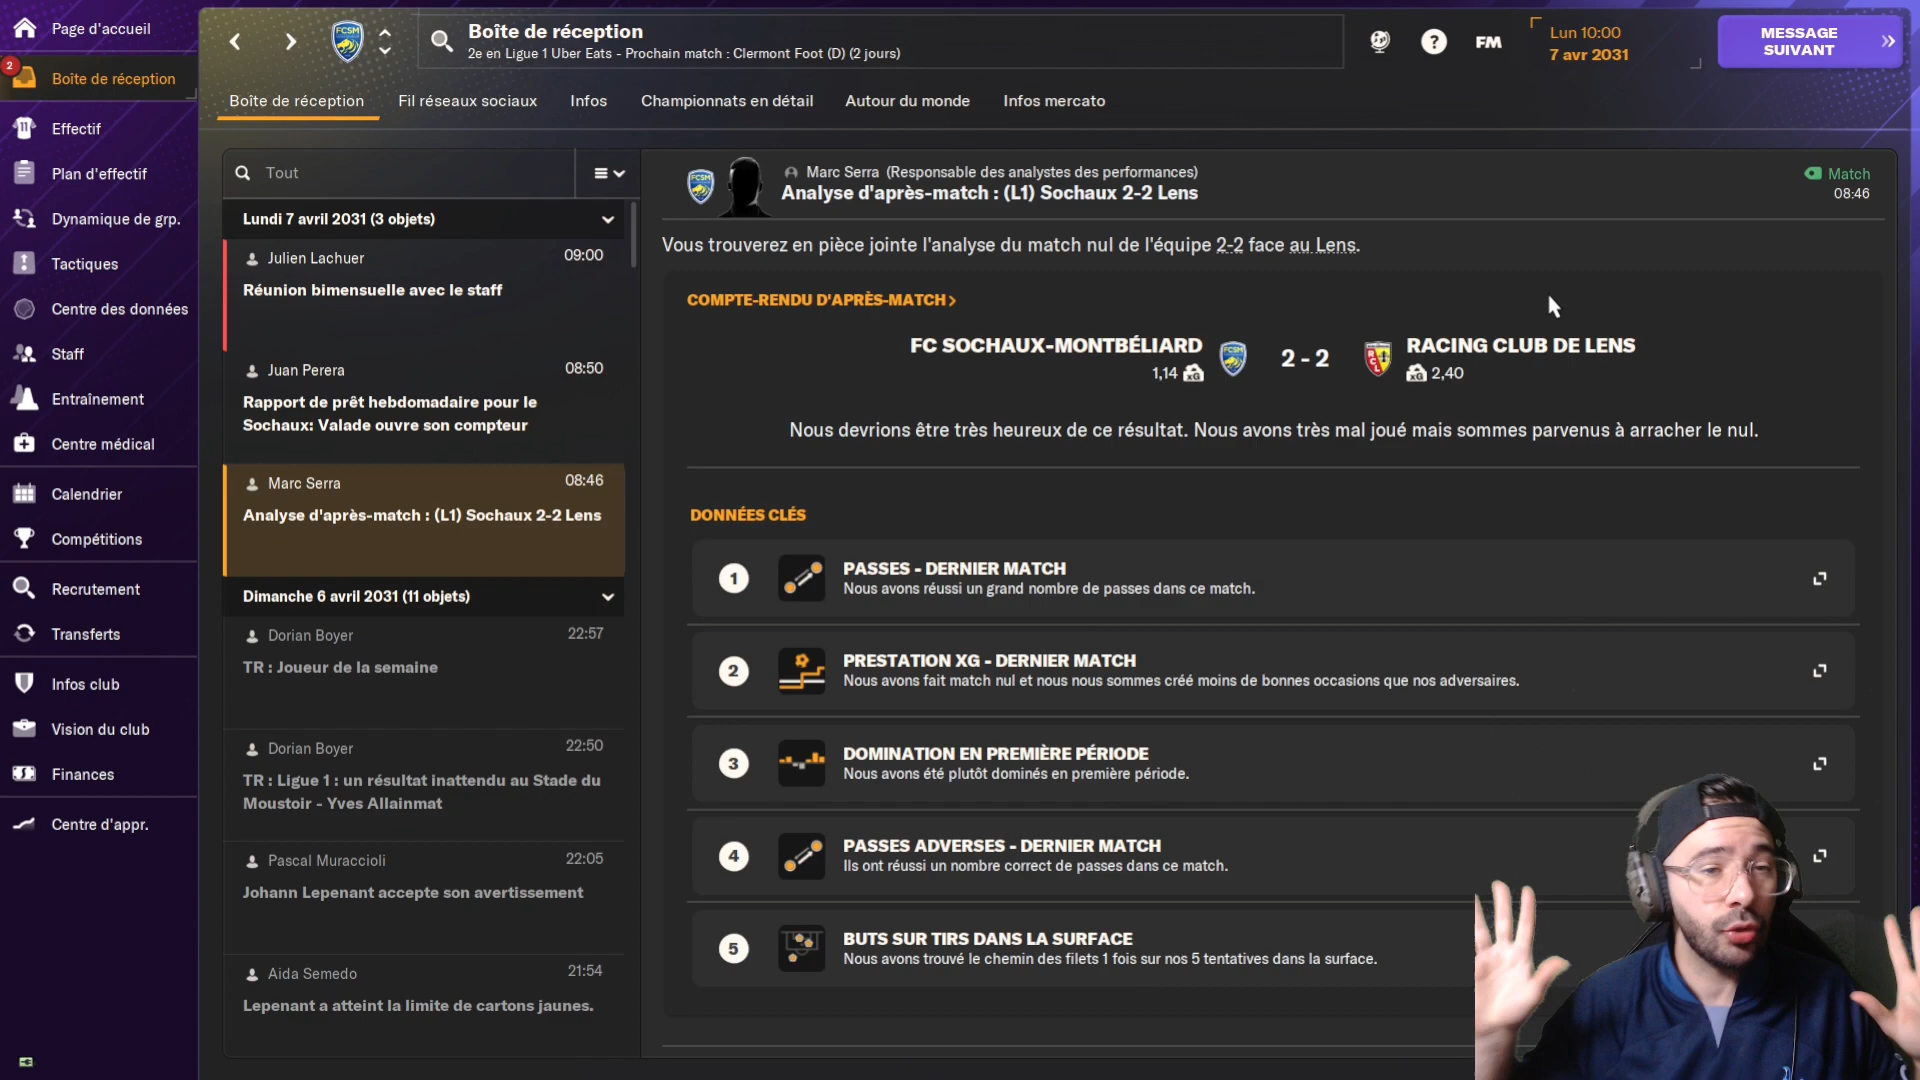 Page d'accueil
2
Boîte de réception
Effectif
Plan d'effectif
Dynamique de grp.
Tactiques
Centre des données
Staff
Entraînement
Centre médical
Calendrier
Compétitions
Recrutement
Transferts
Infos club
Vision du club
Finances
Centre d'appr.
FCSM
Boîte de réception
2e en Ligue 1 Uber Eats - Prochain match : Clermont Foot (D) (2 jours)
?
FM
Lun 10:00
7 avr 2031
MESSAGE
SUIVANT
Boîte de réception
Fil réseaux sociaux
Infos
Championnats en détail
Autour du monde
Infos mercato
Tout
Lundi 7 avril 2031 (3 objets)
Julien Lachuer
09:00
Réunion bimensuelle avec le staff
Juan Perera
08:50
Rapport de prêt hebdomadaire pour le
Sochaux: Valade ouvre son compteur
Marc Serra
08:46
Analyse d'après-match : (L1) Sochaux 2-2 Lens
Dimanche 6 avril 2031 (11 objets)
Dorian Boyer
22:57
TR : Joueur de la semaine
Dorian Boyer
22:50
TR : Ligue 1 : un résultat inattendu au Stade du
Moustoir - Yves Allainmat
Pascal Muraccioli
22:05
Johann Lepenant accepte son avertissement
Aida Semedo
21:54
Lepenant a atteint la limite de cartons jaunes.
FCSM
Marc Serra (Responsable des analystes des performances)
Analyse d'après-match : (L1) Sochaux 2-2 Lens
Match
08:46
Vous trouverez en pièce jointe l'analyse du match nul de l'équipe 2-2 face au Lens.
COMPTE-RENDU D'APRÈS-MATCH
FC SOCHAUX-MONTBÉLIARD
1,14 xG
FCSM
2 - 2
RCL
RACING CLUB DE LENS
xG 2,40
Nous devrions être très heureux de ce résultat. Nous avons très mal joué mais sommes parvenus à arracher le nul.
DONNÉES CLÉS
1
PASSES - DERNIER MATCH
Nous avons réussi un grand nombre de passes dans ce match.
2
PRESTATION XG - DERNIER MATCH
Nous avons fait match nul et nous nous sommes créé moins de bonnes occasions que nos adversaires.
3
DOMINATION EN PREMIÈRE PÉRIODE
Nous avons été plutôt dominés en première période.
4
PASSES ADVERSES - DERNIER MATCH
Ils ont réussi un nombre correct de passes dans ce match.
5
BUTS SUR TIRS DANS LA SURFACE
Nous avons trouvé le chemin des filets 1 fois sur nos 5 tentatives dans la surface.